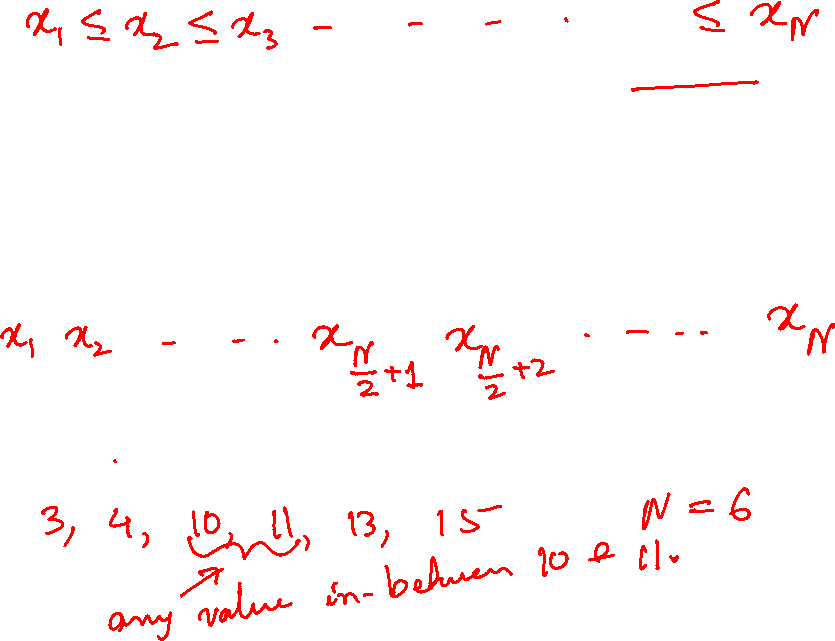 x₁ ≤ x₂ ≤ x₃ - - - . ≤ x_N
x₁ x₂ - - . x_{N/2+1} x_{N/2+2} . - - - x_N
3, 4, 10, 11, 13, 15 N = 6
any value in-between 10 & 11.